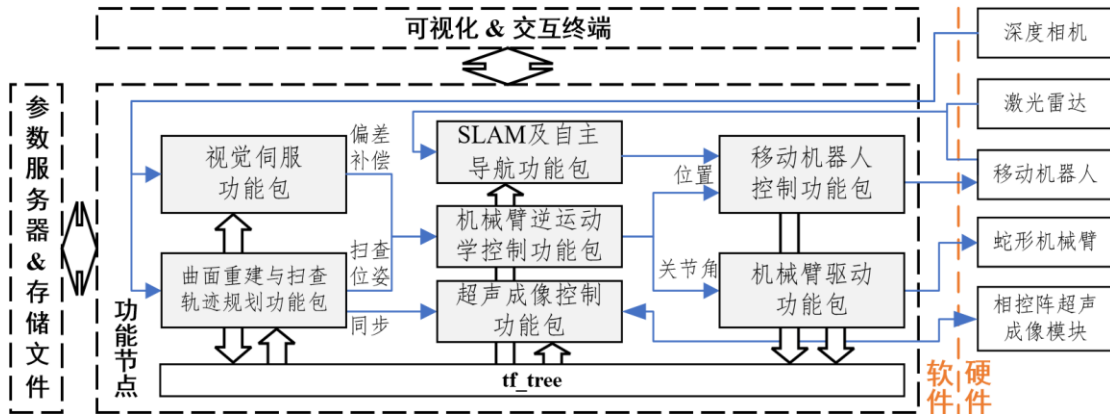 可视化 & 交互终端
参数服务器&存储文件
功能节点
视觉伺服
功能包
偏差
补偿
SLAM及自主
导航功能包
位置
移动机器人
控制功能包
机械臂逆运动
学控制功能包
曲面重建与扫查
轨迹规划功能包
扫查
位姿
同步
超声成像控制
功能包
关节角
机械臂驱动
功能包
tf_tree
软件
硬件
深度相机
激光雷达
移动机器人
蛇形机械臂
相控阵超声
成像模块